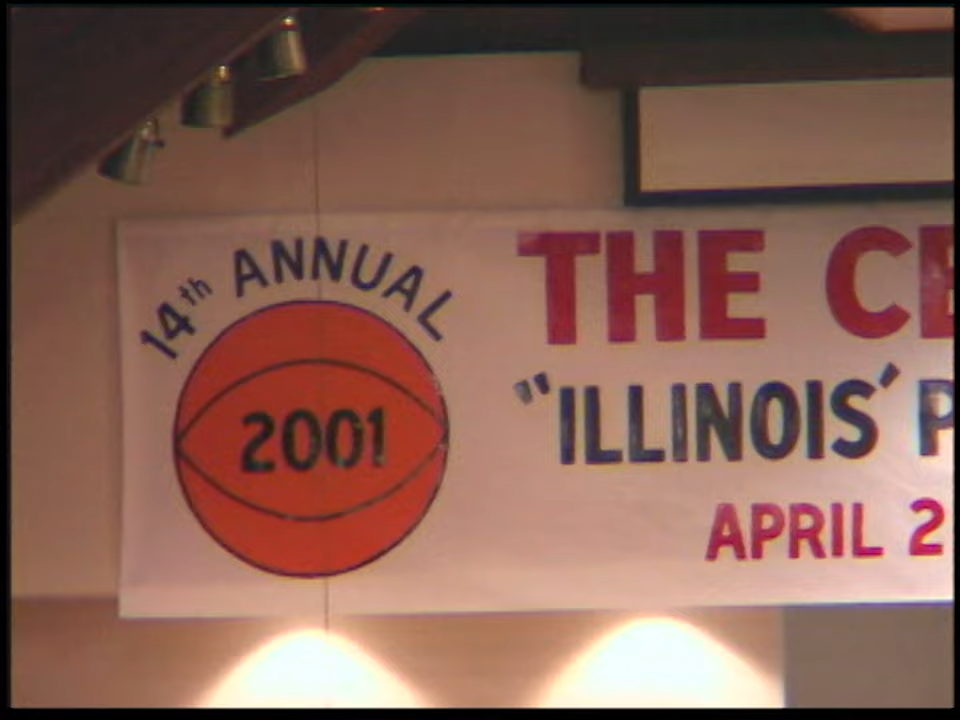 14th ANNUAL
2001
THE CE
"ILLINOIS' P
APRIL 2